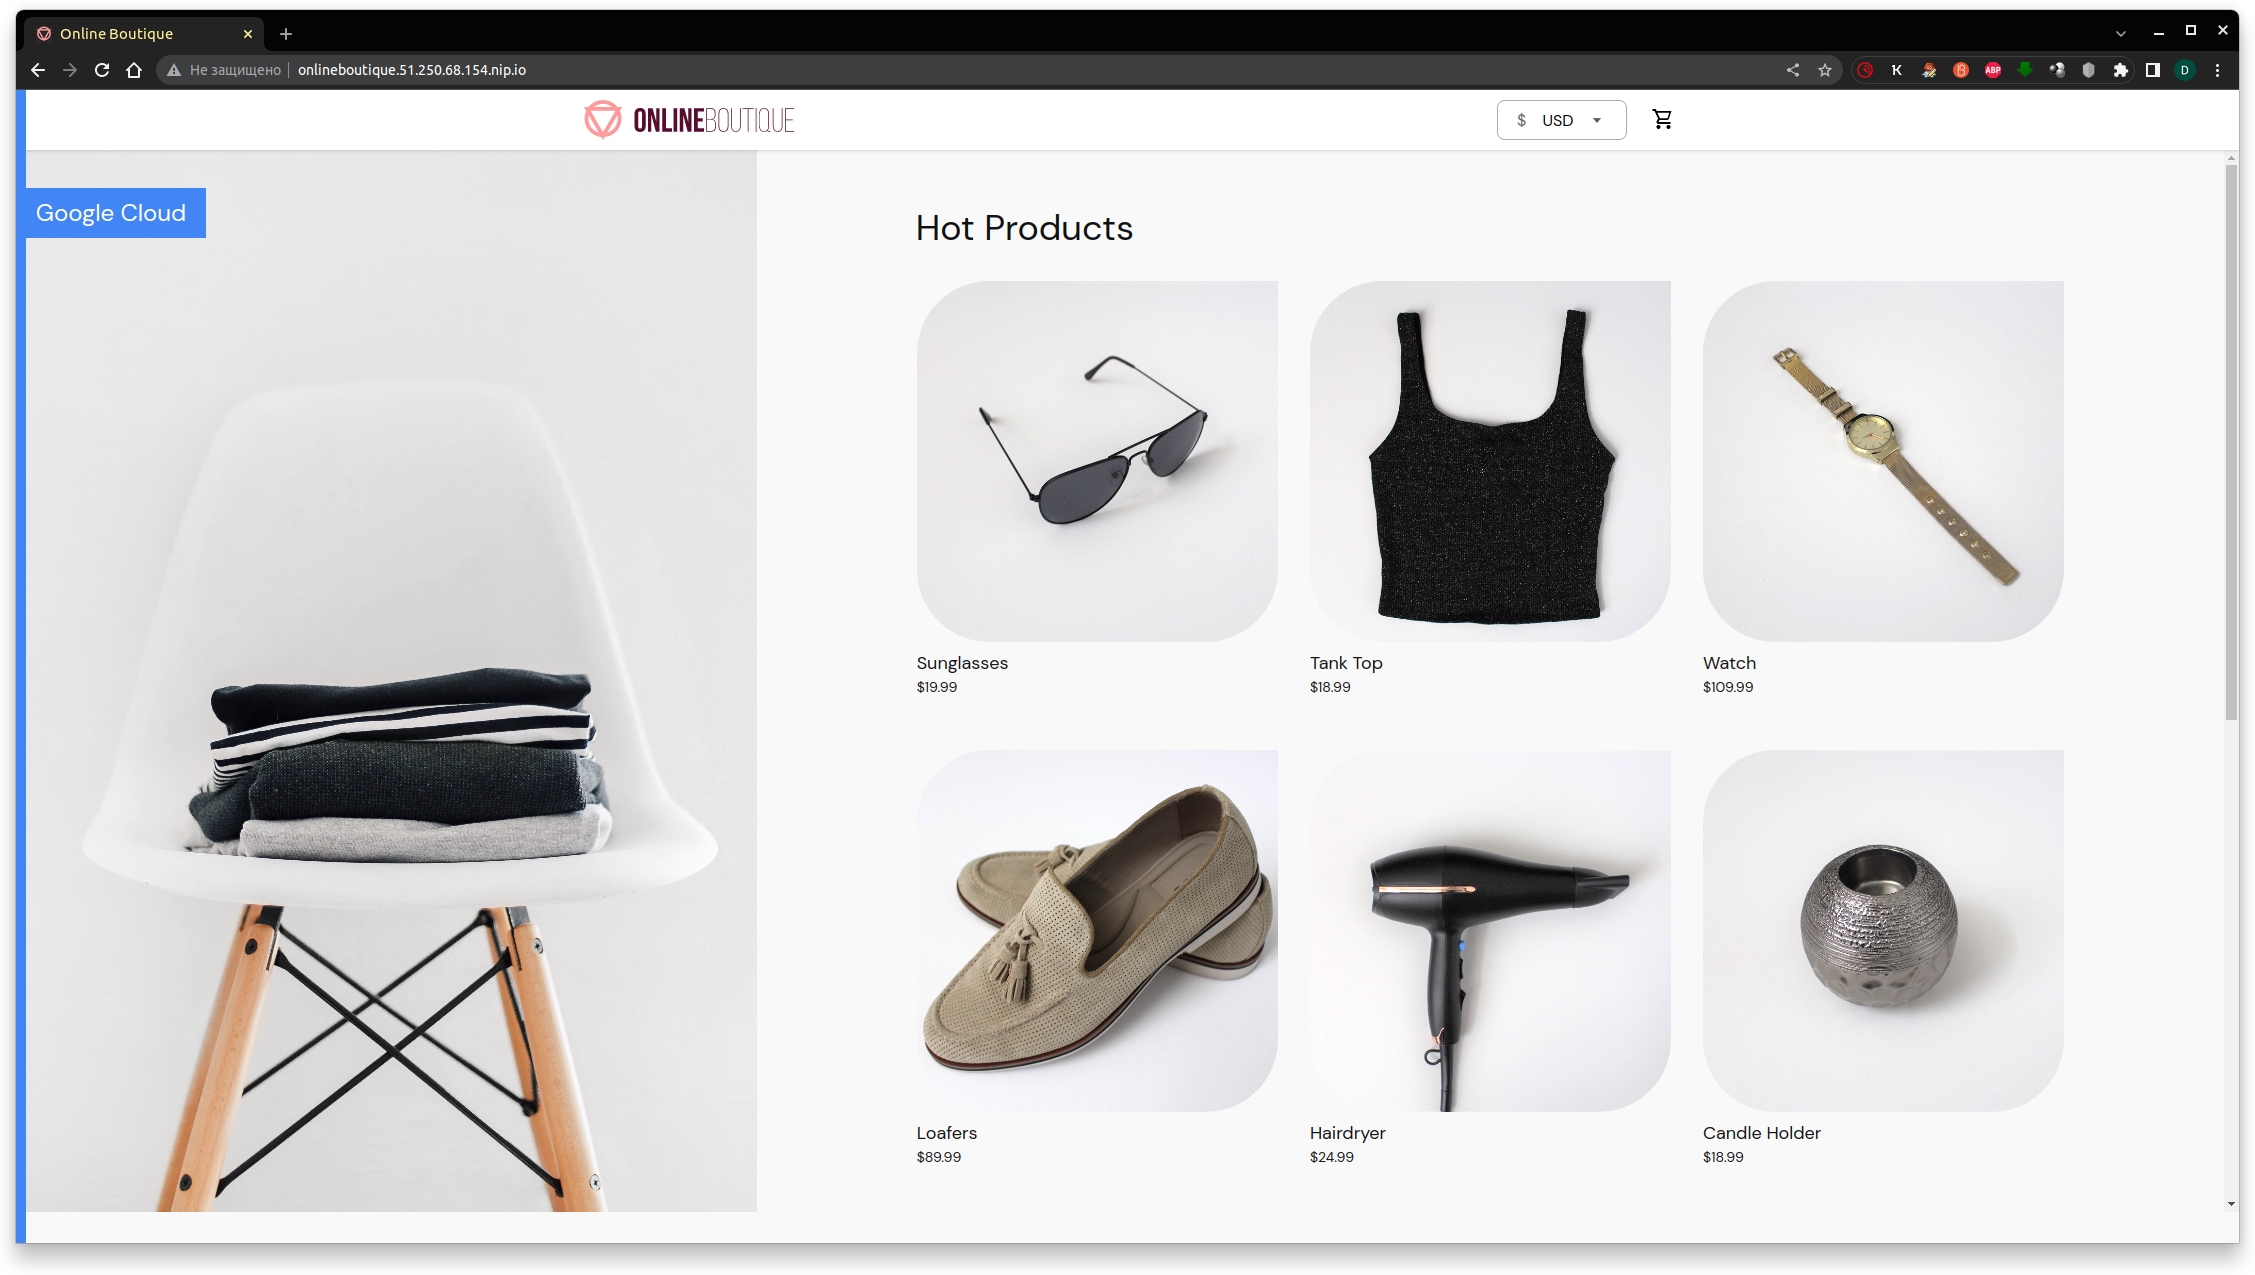 Online Boutique
Не защищено
onlineboutique.51.250.68.154.nip.io
ABP
D
ONLINEBOUTIQUE
$ USD
Google Cloud
Hot Products
Sunglasses
$19.99
Tank Top
$18.99
Watch
$109.99
Loafers
$89.99
Hairdryer
$24.99
Candle Holder
$18.99